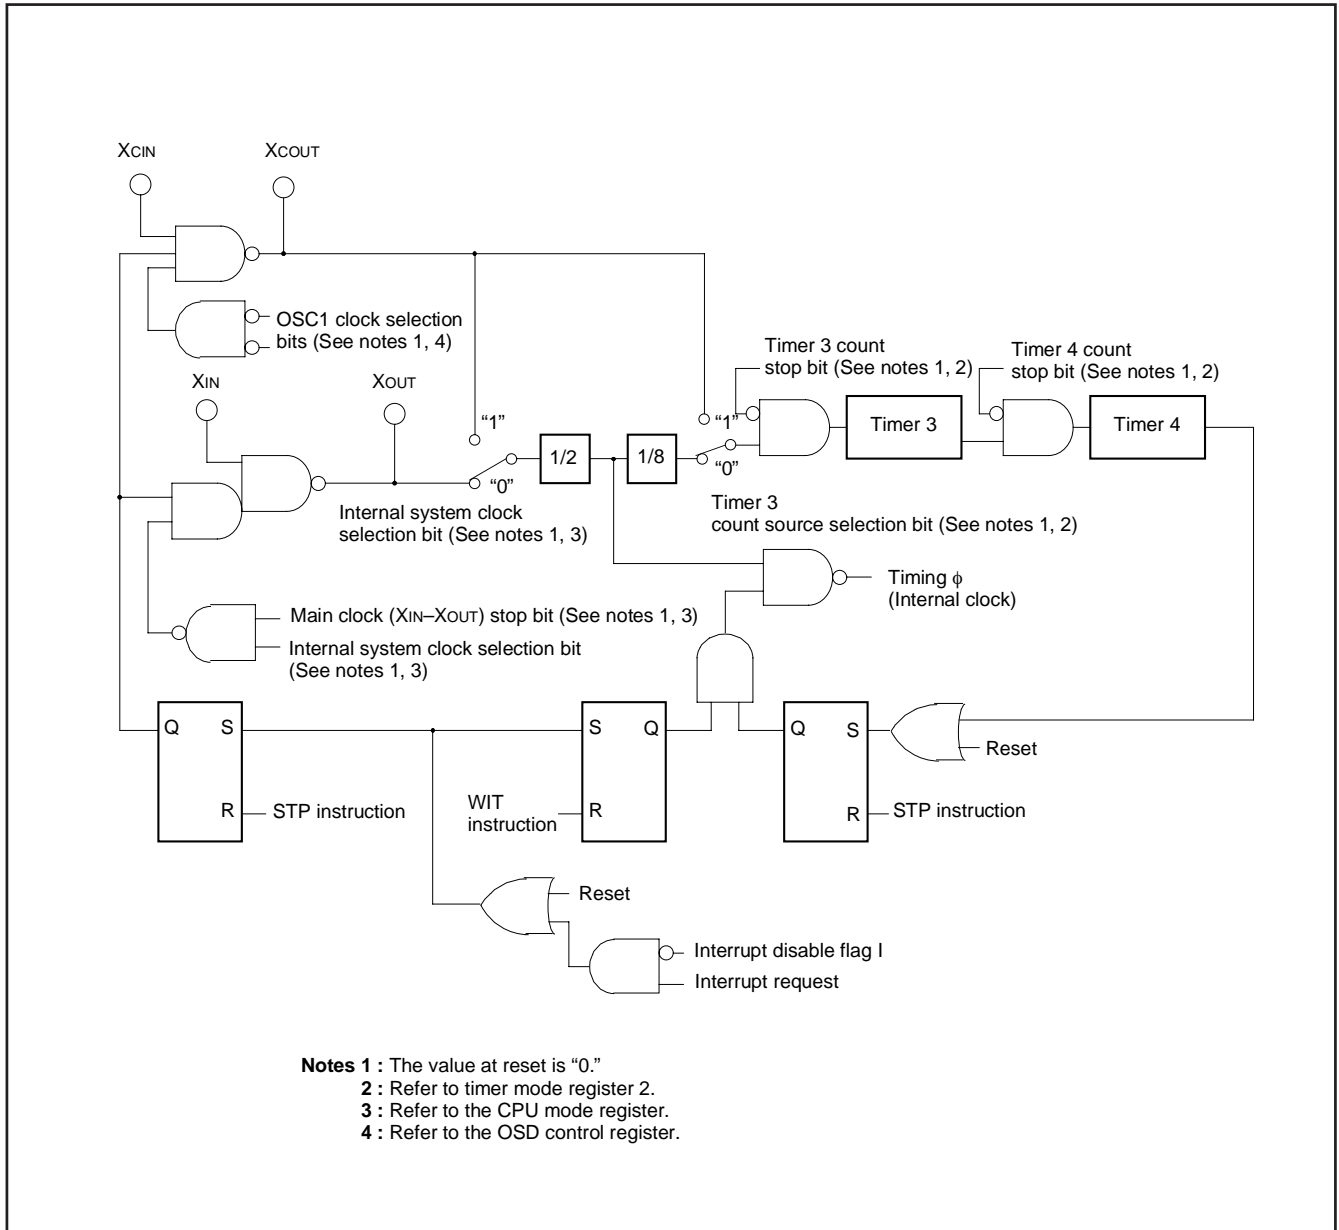 XCIN
XCOUT
OSC1 clock selection
bits (See notes 1, 4)
XIN
XOUT
“1”
“0”
Internal system clock
selection bit (See notes 1, 3)
1/2
1/8
“1”
“0”
Timer 3
count source selection bit (See notes 1, 2)
Timer 3 count
stop bit (See notes 1, 2)
Timer 3
Timer 4 count
stop bit (See notes 1, 2)
Timer 4
Timing ϕ
(Internal clock)
Main clock (XIN–XOUT) stop bit (See notes 1, 3)
Internal system clock selection bit
(See notes 1, 3)
Q
S
R
STP instruction
S
Q
R
WIT
instruction
Q
S
R
Reset
STP instruction
Reset
Interrupt disable flag I
Interrupt request
Notes 1 : The value at reset is “0.”
2 : Refer to timer mode register 2.
3 : Refer to the CPU mode register.
4 : Refer to the OSD control register.